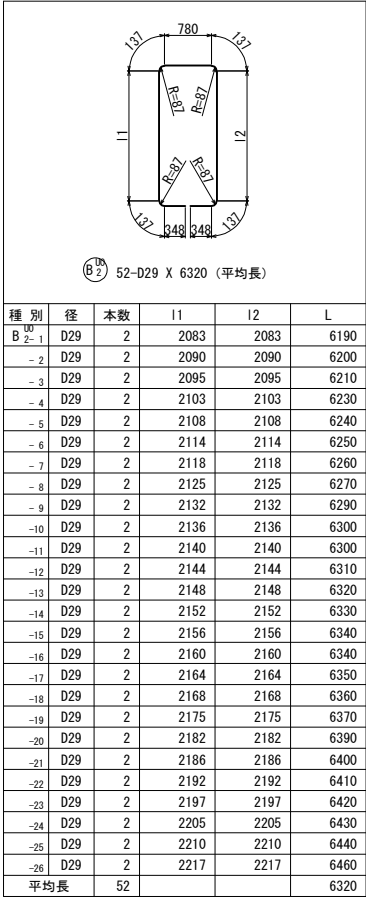 780
137 137
R=87 R=87
l1 l2
R=87 R=87
137 348 348 137
B2 UO 52-D29 X 6320 (平均長)
種 別 径 本数 l1 l2 L
B UO 2- 1 D29 2 2083 2083 6190
- 2 D29 2 2090 2090 6200
- 3 D29 2 2095 2095 6210
- 4 D29 2 2103 2103 6230
- 5 D29 2 2108 2108 6240
- 6 D29 2 2114 2114 6250
- 7 D29 2 2118 2118 6260
- 8 D29 2 2125 2125 6270
- 9 D29 2 2132 2132 6290
-10 D29 2 2136 2136 6300
-11 D29 2 2140 2140 6300
-12 D29 2 2144 2144 6310
-13 D29 2 2148 2148 6320
-14 D29 2 2152 2152 6330
-15 D29 2 2156 2156 6340
-16 D29 2 2160 2160 6340
-17 D29 2 2164 2164 6350
-18 D29 2 2168 2168 6360
-19 D29 2 2175 2175 6370
-20 D29 2 2182 2182 6390
-21 D29 2 2186 2186 6400
-22 D29 2 2192 2192 6410
-23 D29 2 2197 2197 6420
-24 D29 2 2205 2205 6430
-25 D29 2 2210 2210 6440
-26 D29 2 2217 2217 6460
平均長 52 6320